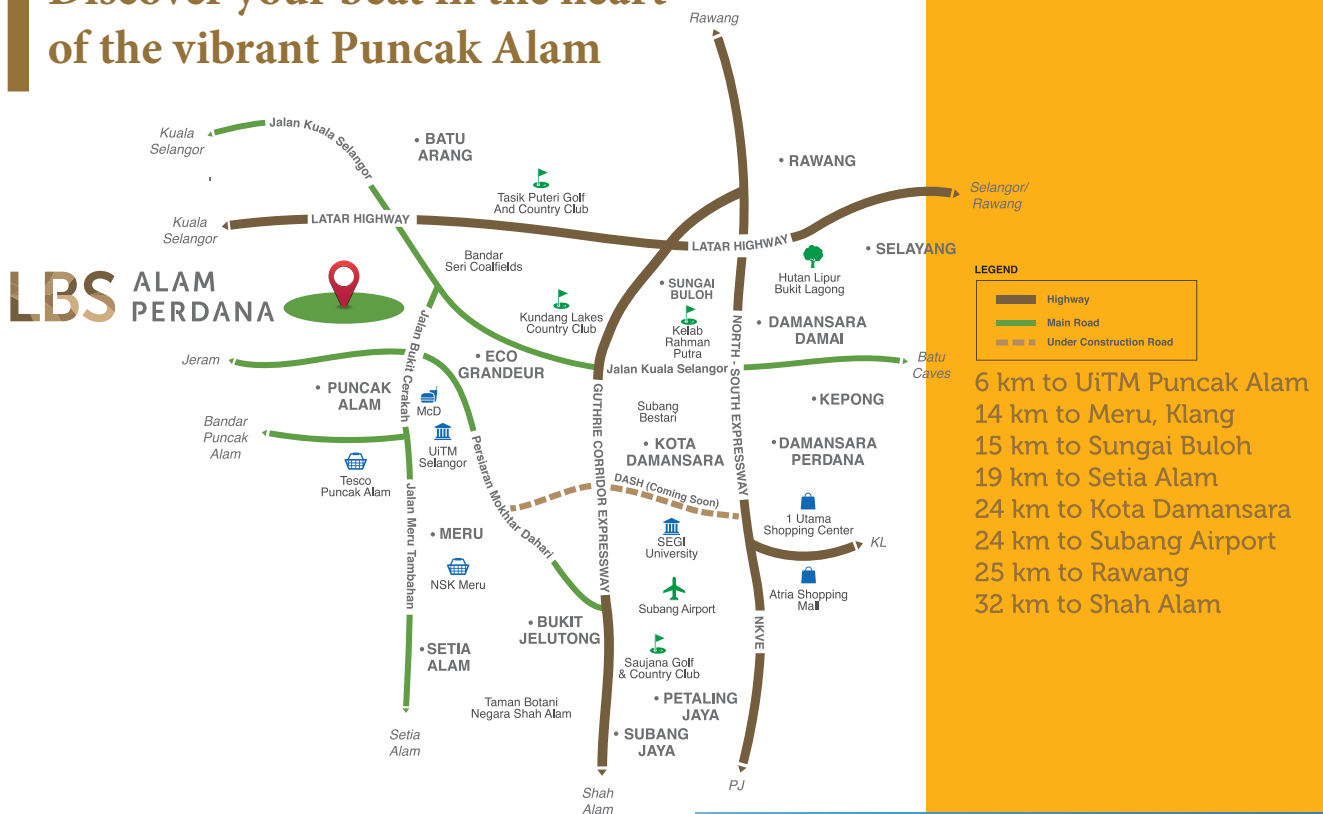 Discover your beat in the heart
of the vibrant Puncak Alam
Rawang
Kuala
Selangor
Jalan Kuala Selangor
• BATU
ARANG
• RAWANG
Tasik Puteri Golf
And Country Club
Selangor/
Rawang
Kuala
Selangor
LATAR HIGHWAY
LATAR HIGHWAY
• SELAYANG
Bandar
Seri Coalfields
Hutan Lipur
Bukit Lagong
LBS ALAM
PERDANA
• SUNGAI
BULOH
Kundang Lakes
Country Club
Kelab
Rahman
Putra
• DAMANSARA
DAMAI
Jalan Bukit Cerakah
NORTH - SOUTH EXPRESSWAY
Jeram
• ECO
GRANDEUR
Jalan Kuala Selangor
Batu
Caves
• PUNCAK
ALAM
McD
GUTHRIE CORRIDOR EXPRESSWAY
Subang
Bestari
• KEPONG
Bandar
Puncak
Alam
UiTM
Selangor
Persiaran Mokhtar Dahari
• KOTA
DAMANSARA
• DAMANSARA
PERDANA
Tesco
Puncak Alam
Jalan Meru Tambahan
DASH (Coming Soon)
1 Utama
Shopping Center
• MERU
SEGI
University
KL
NSK Meru
Subang Airport
Atria Shopping
Mall
• BUKIT
JELUTONG
NKVE
• SETIA
ALAM
Saujana Golf
& Country Club
Taman Botani
Negara Shah Alam
• PETALING
JAYA
Setia
Alam
• SUBANG
JAYA
Shah
Alam
PJ
LEGEND
Highway
Main Road
Under Construction Road
6 km to UiTM Puncak Alam
14 km to Meru, Klang
15 km to Sungai Buloh
19 km to Setia Alam
24 km to Kota Damansara
24 km to Subang Airport
25 km to Rawang
32 km to Shah Alam